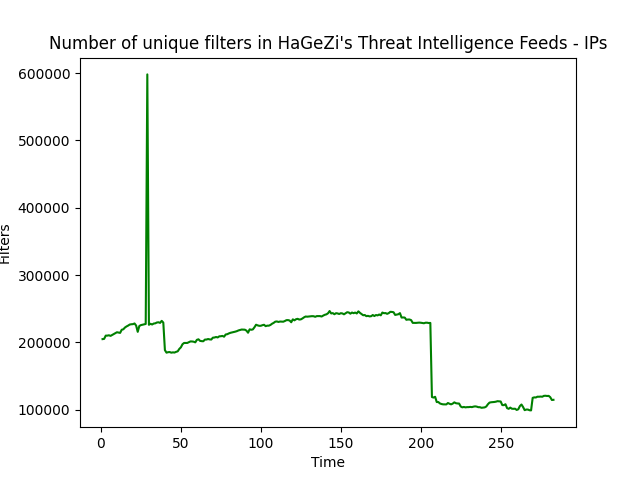 Number of unique filters in HaGeZi's Threat Intelligence Feeds - IPs
600000
500000
400000
300000
200000
100000
Filters
0 50 100 150 200 250
Time